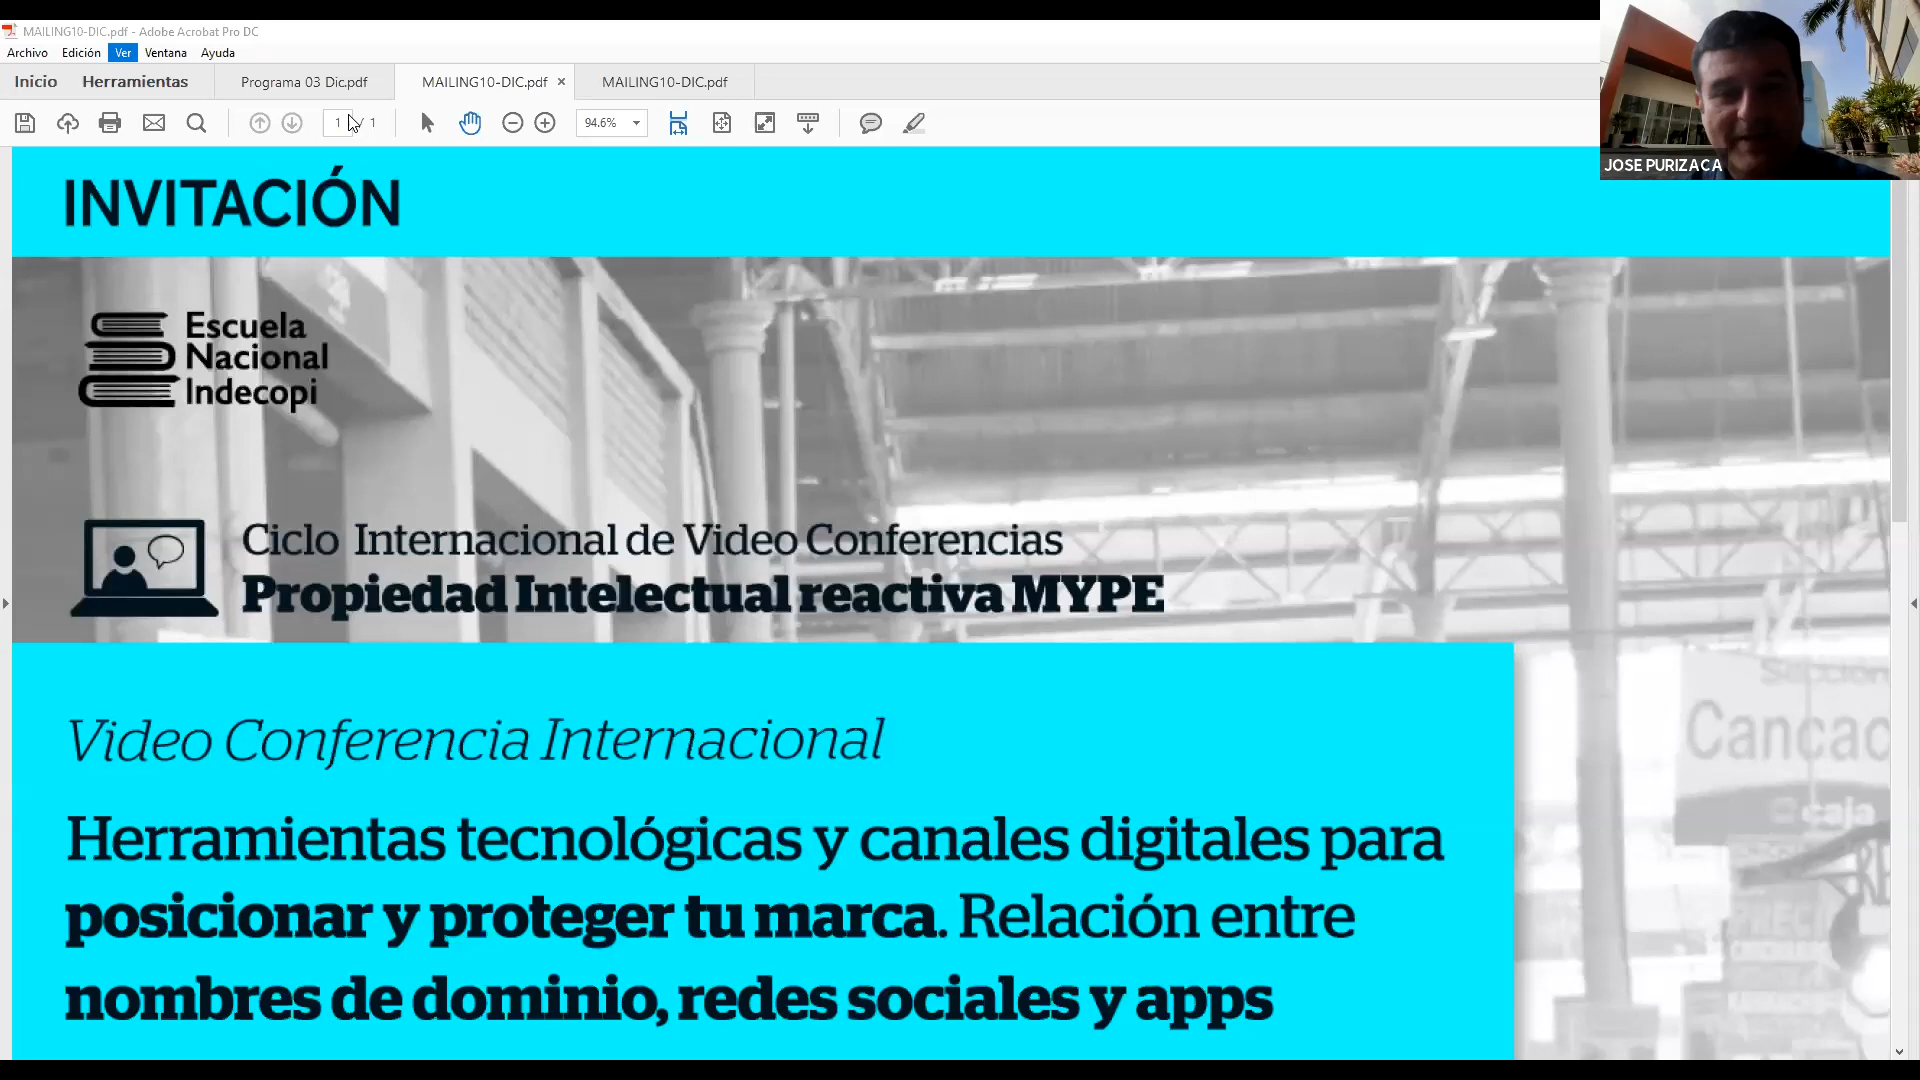 MAILING10-DIC.pdf - Adobe Acrobat Pro DC
Archivo Edición Ver Ventana Ayuda
Inicio Herramientas Programa 03 Dic.pdf MAILING10-DIC.pdf × MAILING10-DIC.pdf
1 / 1 94.6%
JOSE PURIZACA
INVITACIÓN
Escuela
Nacional
Indecopi
Ciclo Internacional de Video Conferencias
Propiedad Intelectual reactiva MYPE
Video Conferencia Internacional
Herramientas tecnológicas y canales digitales para
posicionar y proteger tu marca. Relación entre
nombres de dominio, redes sociales y apps
Cancac
caja